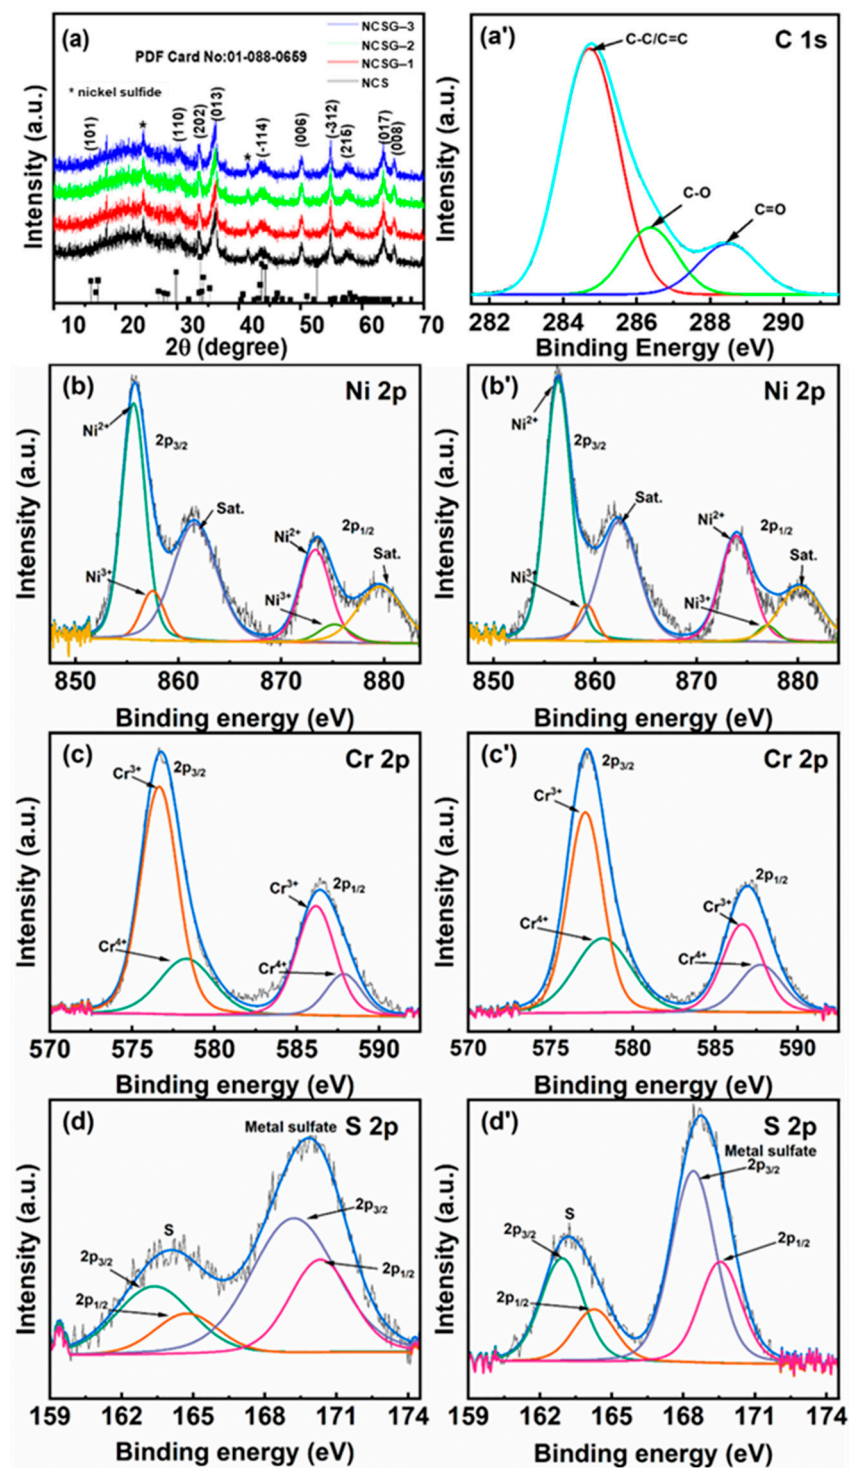 (a)
NCSG–3
NCSG–2
NCSG–1
NCS
PDF Card No:01-088-0659
* nickel sulfide
(101)
*
(110)
(202)
(013)
*
(-114)
(006)
(-312)
(215)
(017)
(008)
Intensity (a.u.)
10 20 30 40 50 60 70
2θ (degree)
(a')
C 1s
C-C/C=C
C-O
C=O
Intensity (a.u.)
282 284 286 288 290
Binding Energy (eV)
(b)
Ni 2p
Ni²⁺
2p₃/₂
Sat.
Ni³⁺
Ni²⁺
2p₁/₂
Sat.
Ni³⁺
Intensity (a.u.)
850 860 870 880
Binding energy (eV)
(b')
Ni 2p
Ni²⁺
2p₃/₂
Sat.
Ni³⁺
Ni²⁺
2p₁/₂
Sat.
Ni³⁺
Intensity (a.u.)
850 860 870 880
Binding energy (eV)
(c)
Cr 2p
Cr³⁺
2p₃/₂
Cr⁴⁺
Cr³⁺
2p₁/₂
Cr⁴⁺
Intensity (a.u.)
570 575 580 585 590
Binding energy (eV)
(c')
Cr 2p
2p₃/₂
Cr³⁺
Cr⁴⁺
2p₁/₂
Cr³⁺
Cr⁴⁺
Intensity (a.u.)
570 575 580 585 590
Binding energy (eV)
(d)
Metal sulfate
S 2p
S
2p₃/₂
2p₁/₂
2p₃/₂
2p₁/₂
Intensity (a.u.)
159 162 165 168 171 174
Binding energy (eV)
(d')
S 2p
Metal sulfate
2p₃/₂
S
2p₃/₂
2p₁/₂
2p₁/₂
Intensity (a.u.)
159 162 165 168 171 174
Binding energy (eV)